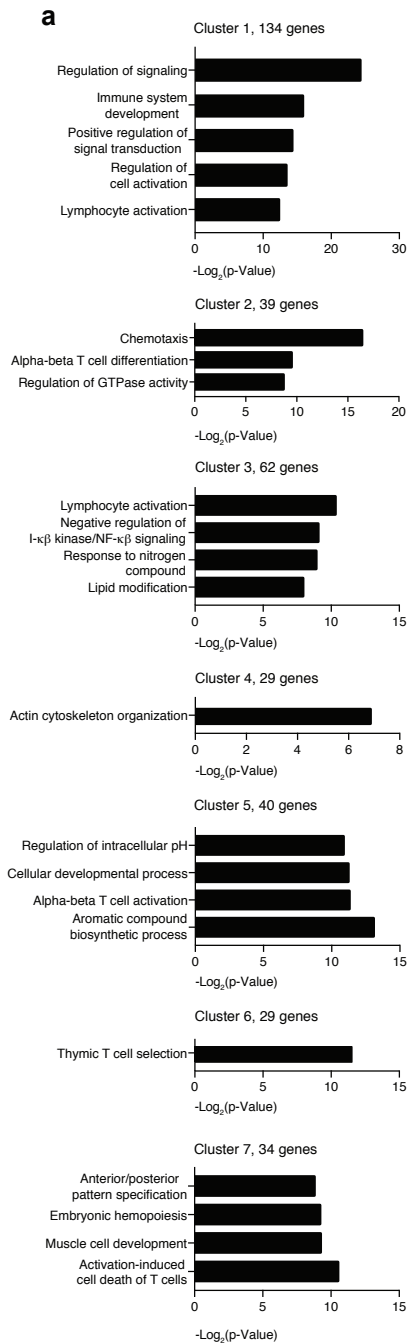 a
Cluster 1, 134 genes
Regulation of signaling
Immune system
development
Positive regulation of
signal transduction
Regulation of
cell activation
Lymphocyte activation
0 10 20 30
-Log2(p-Value)
Cluster 2, 39 genes
Chemotaxis
Alpha-beta T cell differentiation
Regulation of GTPase activity
0 5 10 15 20
-Log2(p-Value)
Cluster 3, 62 genes
Lymphocyte activation
Negative regulation of
I-κβ kinase/NF-κβ signaling
Response to nitrogen
compound
Lipid modification
0 5 10 15
-Log2(p-Value)
Cluster 4, 29 genes
Actin cytoskeleton organization
0 2 4 6 8
-Log2(p-Value)
Cluster 5, 40 genes
Regulation of intracellular pH
Cellular developmental process
Alpha-beta T cell activation
Aromatic compound
biosynthetic process
0 5 10 15
-Log2(p-Value)
Cluster 6, 29 genes
Thymic T cell selection
0 5 10 15
-Log2(p-Value)
Cluster 7, 34 genes
Anterior/posterior
pattern specification
Embryonic hemopoiesis
Muscle cell development
Activation-induced
cell death of T cells
0 5 10 15
-Log2(p-Value)